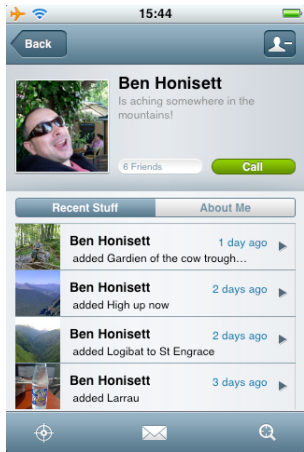 15:44
Back
Ben Honisett
Is aching somewhere in the
mountains!
6 Friends
Call
Recent Stuff
About Me
Ben Honisett 1 day ago
added Gardien of the cow trough…
Ben Honisett 2 days ago
added High up now
Ben Honisett 2 days ago
added Logibat to St Engrace
Ben Honisett 3 days ago
added Larrau